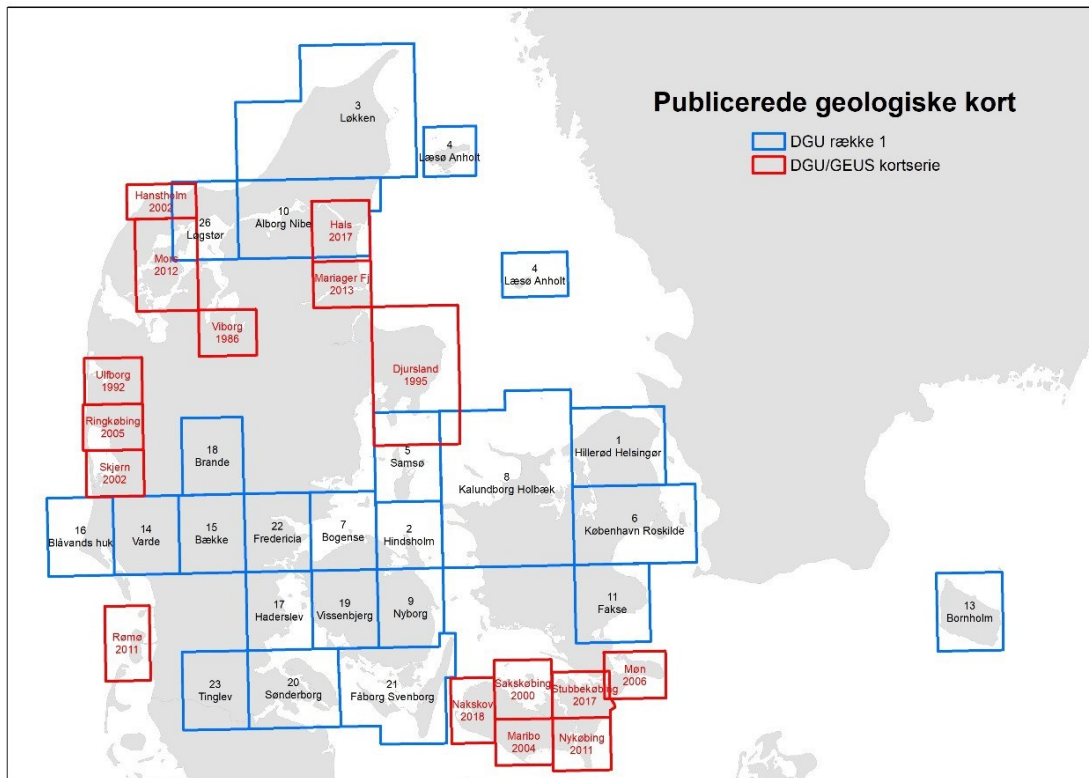 Publicerede geologiske kort
DGU række 1
DGU/GEUS kortserie
3
Løkken
4
Læsø Anholt
Hanstholm
2002
26
Løgstør
10
Ålborg Nibe
Hals
2017
Mors
2012
Mariager Fj
2013
4
Læsø Anholt
Viborg
1986
Ulfborg
1992
Djursland
1995
Ringkøbing
2005
18
Brande
5
Samsø
1
Hillerød Helsingør
Skjern
2002
8
Kalundborg Holbæk
16
Blåvands huk
14
Varde
15
Bække
22
Fredericia
7
Bogense
2
Hindsholm
6
København Roskilde
17
Haderslev
19
Vissenbjerg
9
Nyborg
11
Fakse
13
Bornholm
Rømø
2011
23
Tinglev
20
Sønderborg
21
Fåborg Svenborg
Nakskov
2018
Sakskøbing
2000
Stubbekøbing
2017
Møn
2006
Maribo
2004
Nykøbing
2011